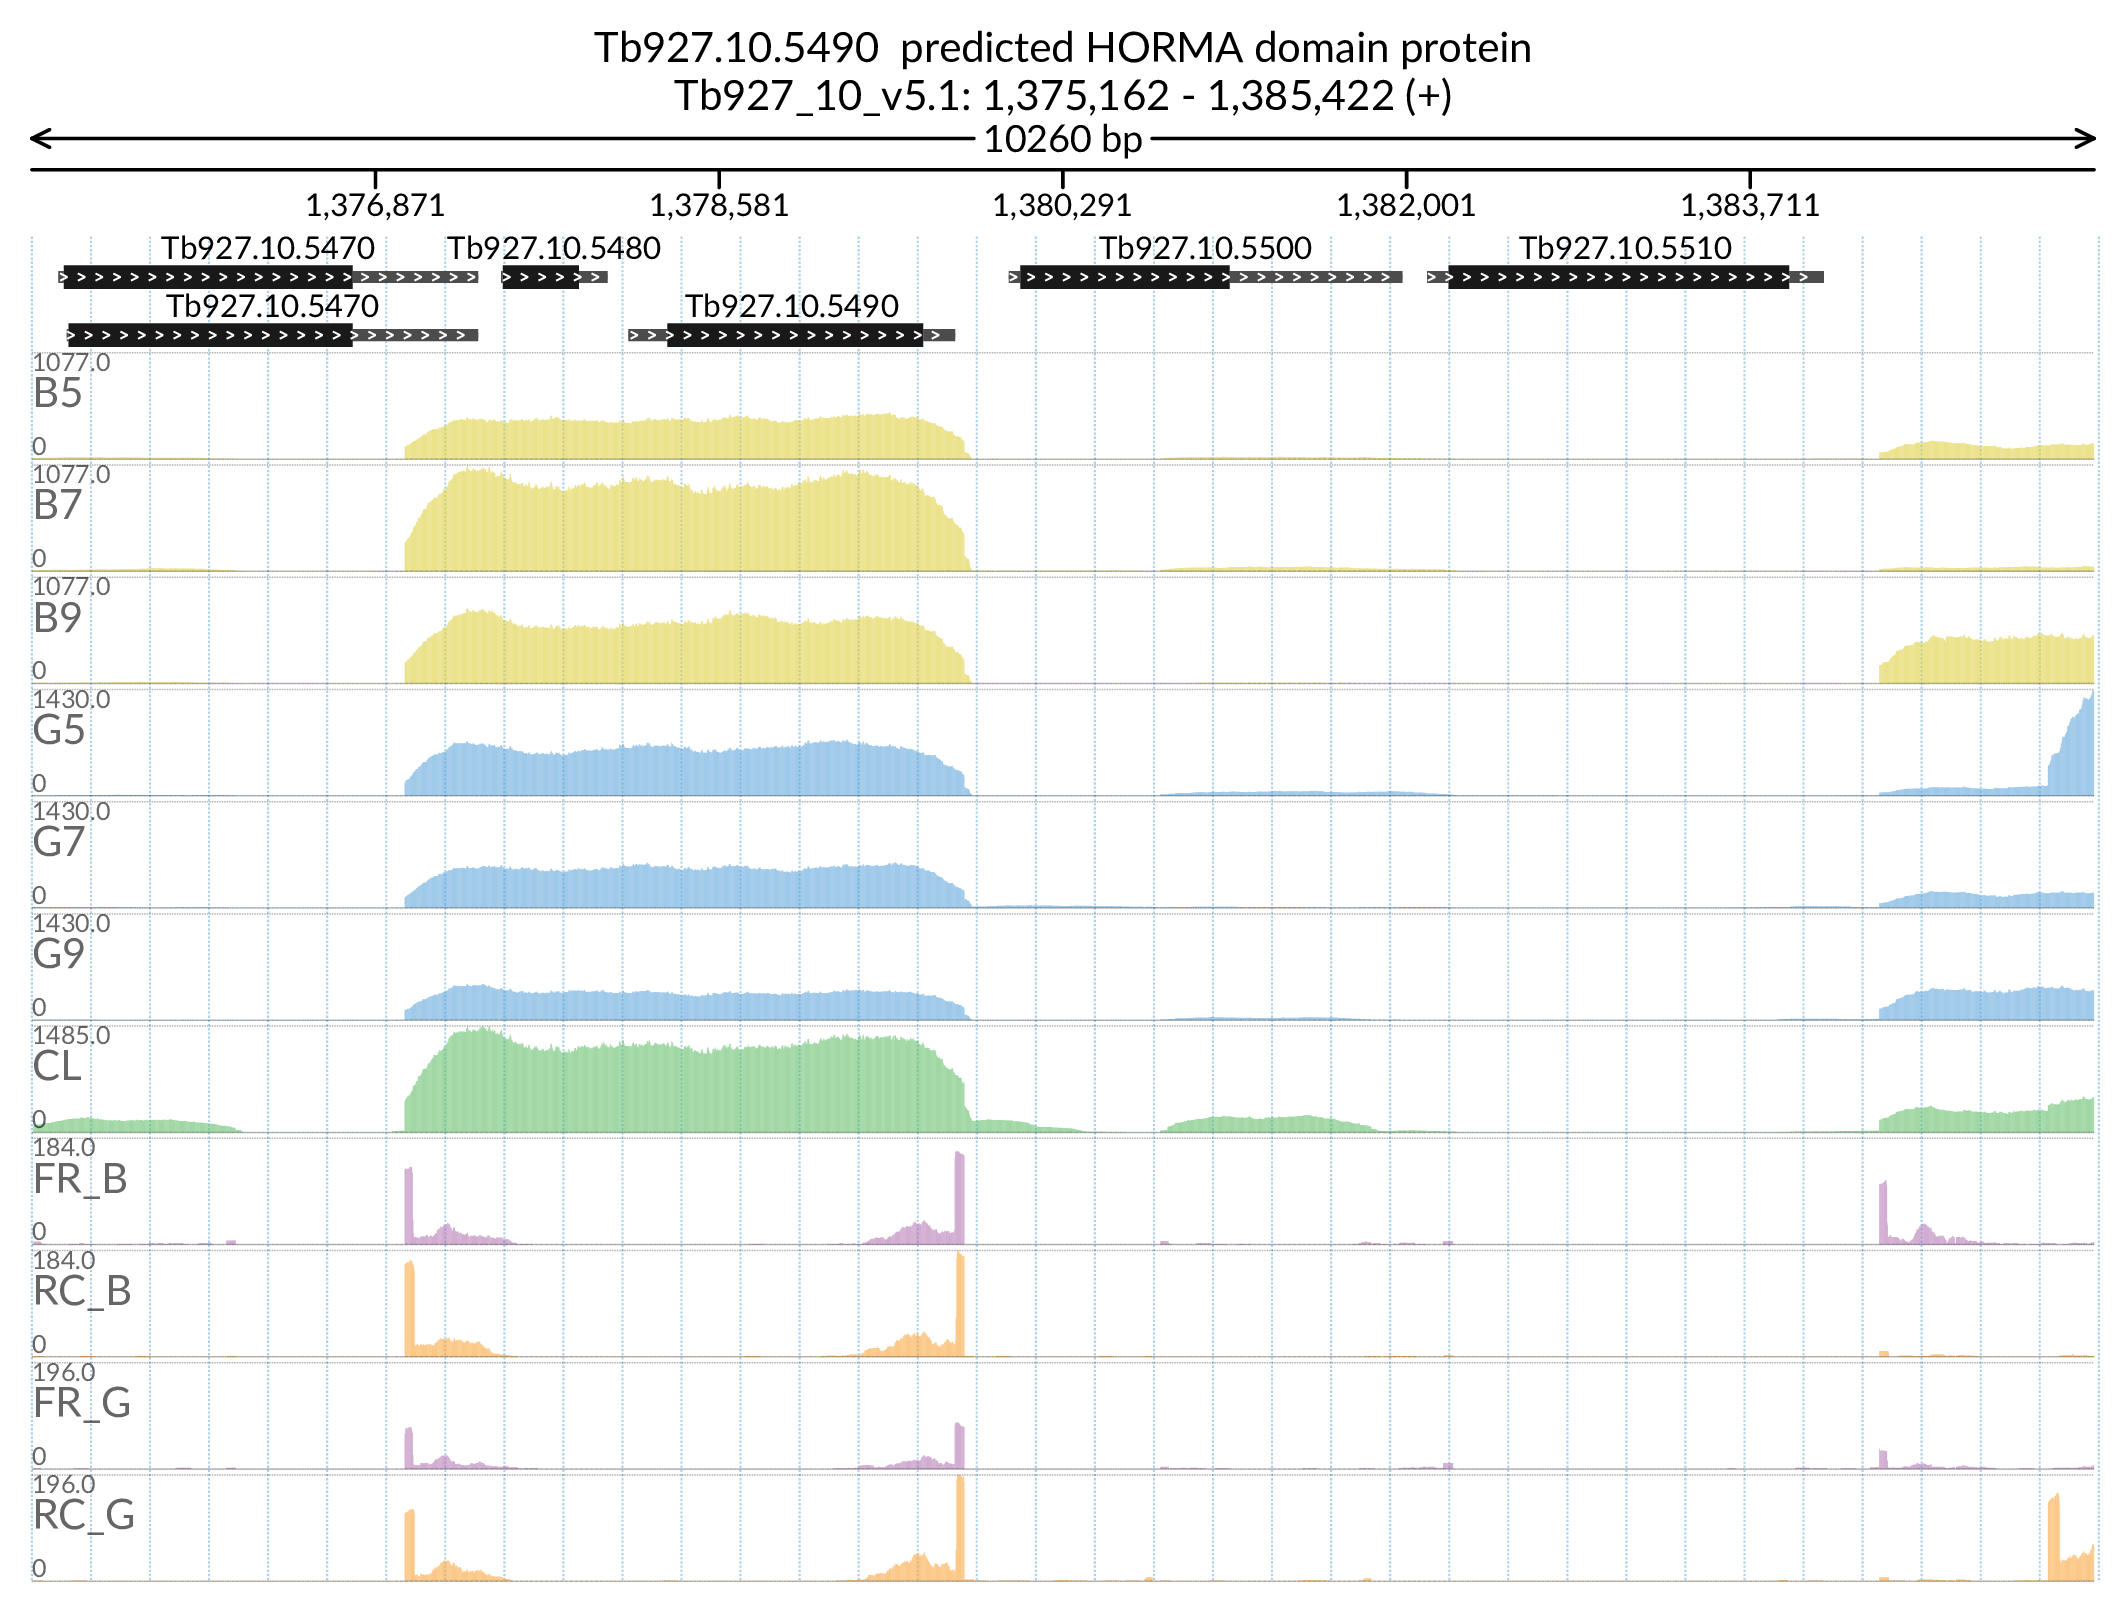 Tb927.10.5490 predicted HORMA domain protein
Tb927_10_v5.1: 1,375,162 - 1,385,422 (+)
10260 bp
1,376,871 1,378,581 1,380,291 1,382,001 1,383,711
Tb927.10.5470 Tb927.10.5480 Tb927.10.5500 Tb927.10.5510
Tb927.10.5470 Tb927.10.5490
1077.0
B5
0
1077.0
B7
0
1077.0
B9
0
1430.0
G5
0
1430.0
G7
0
1430.0
G9
0
1485.0
CL
0
184.0
FR_B
0
184.0
RC_B
0
196.0
FR_G
0
196.0
RC_G
0